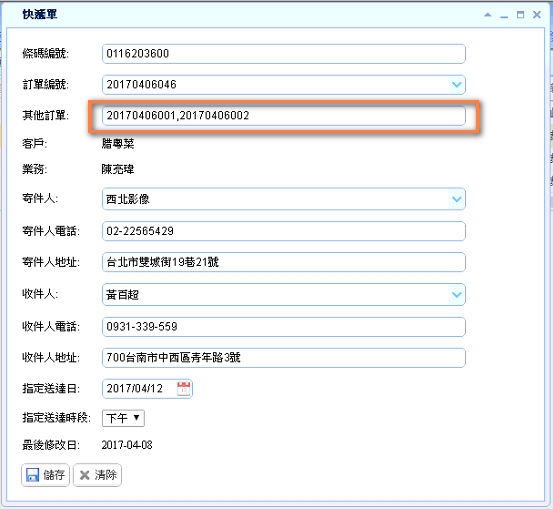 快遞單
條碼編號: 0116203600
訂單編號: 20170406046
其他訂單: 20170406001,20170406002
客戶: 腊粵菜
業務: 陳亮瑋
寄件人: 西北影像
寄件人電話: 02-22565429
寄件人地址: 台北市雙城街19巷21號
收件人: 黃百超
收件人電話: 0931-339-559
收件人地址: 700台南市中西區青年路3號
指定送達日: 2017/04/12
指定送達時段: 下午
最後修改日: 2017-04-08
儲存 清除